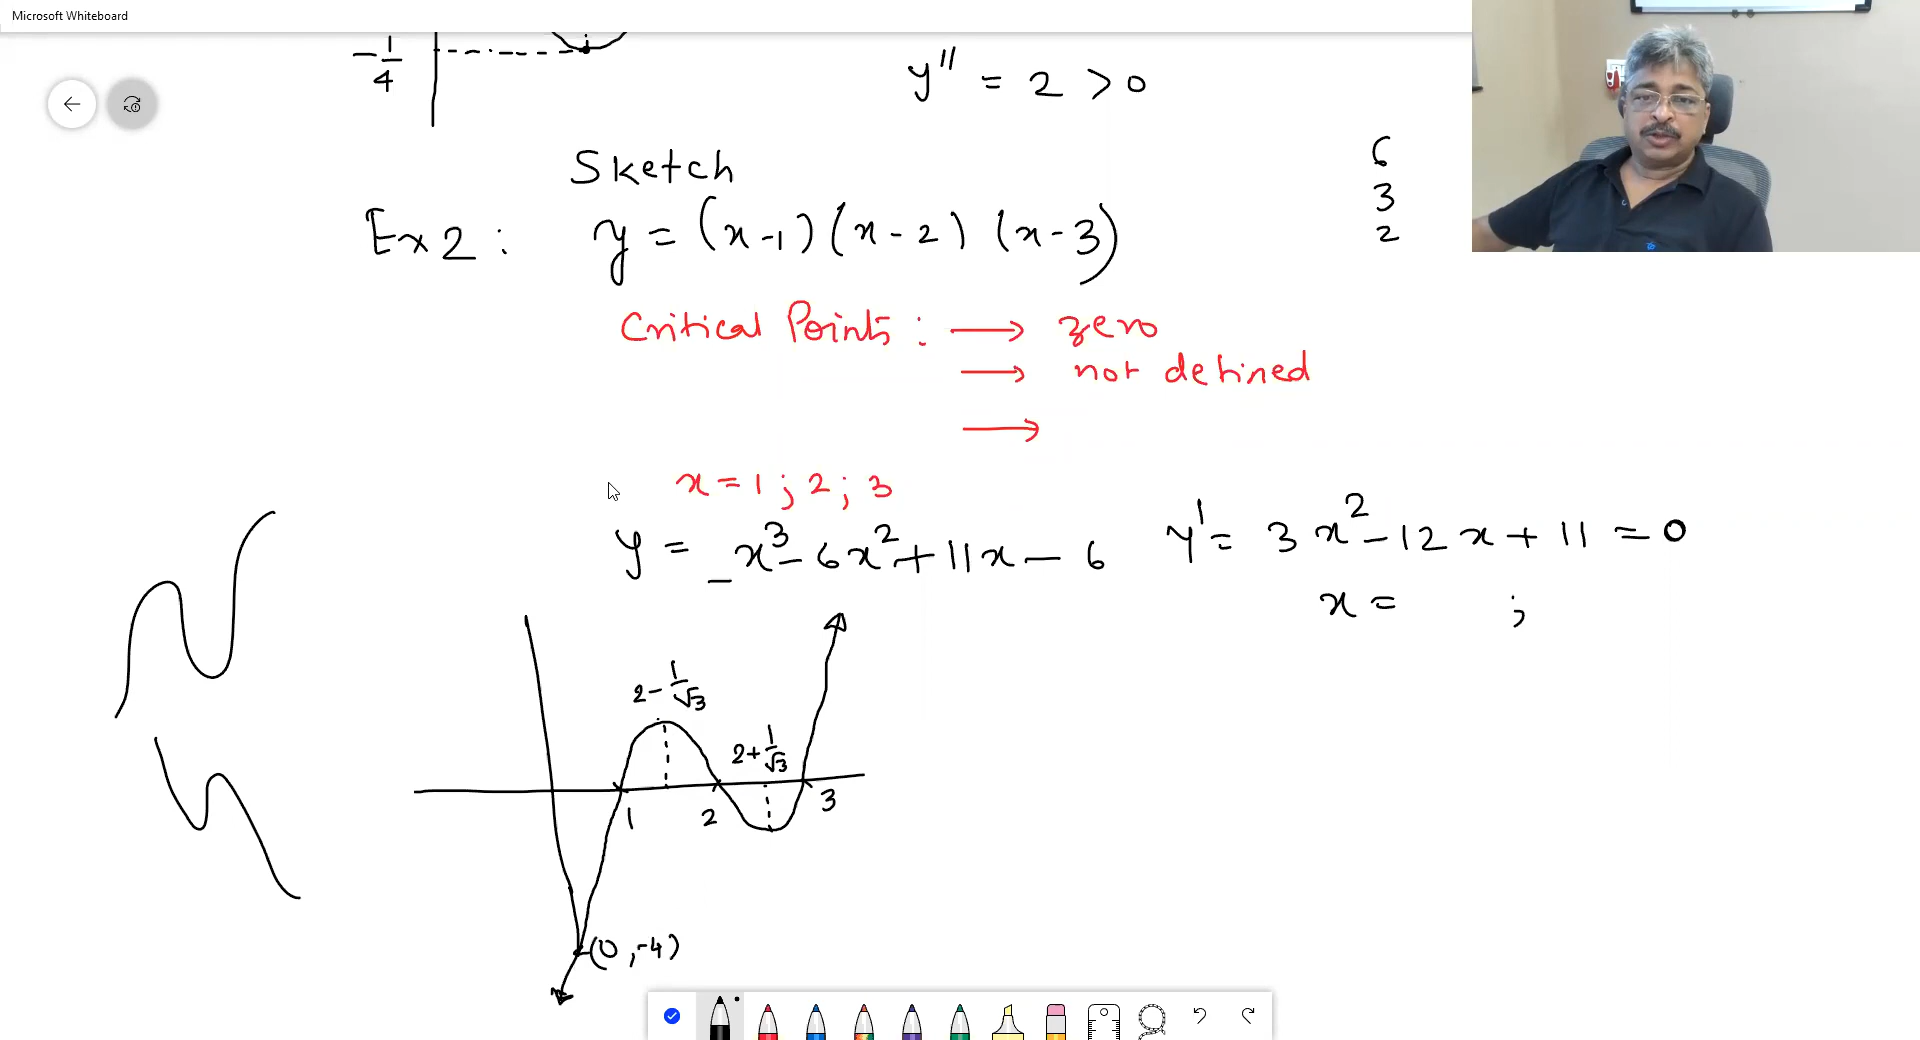 Microsoft Whiteboard
-1/4
y'' = 2 > 0
6
3
2
Sketch
Ex 2 : y = (x-1) (x-2) (x-3)
Critical Points : → zero
→ not defined
→
x = 1 ; 2 ; 3
y = _x³ - 6x² + 11x - 6
y' = 3x² - 12x + 11 = 0
x = ;
2 - 1/√3
2 + 1/√3
1 2 3
(0, -4)